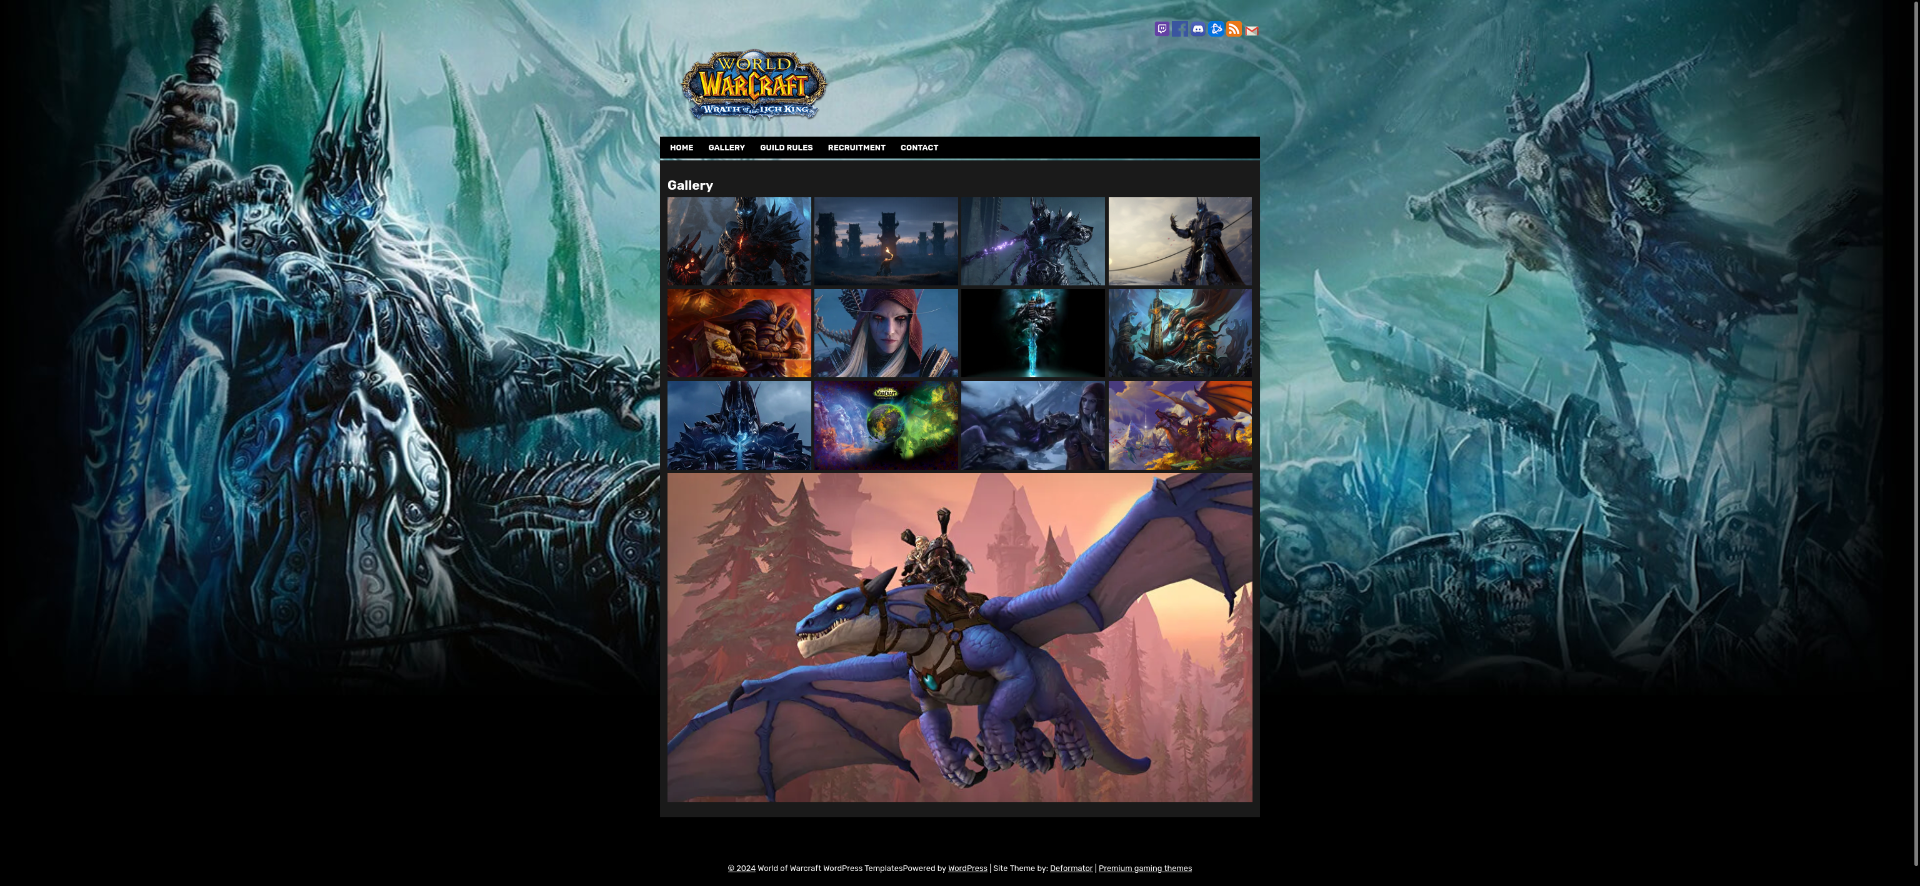 WORLD
WARCRAFT
WRATH of the LICH KING
HOME GALLERY GUILD RULES RECRUITMENT CONTACT
Gallery
© 2024 World of Warcraft WordPress TemplatesPowered by WordPress | Site Theme by: Deformator | Premium gaming themes